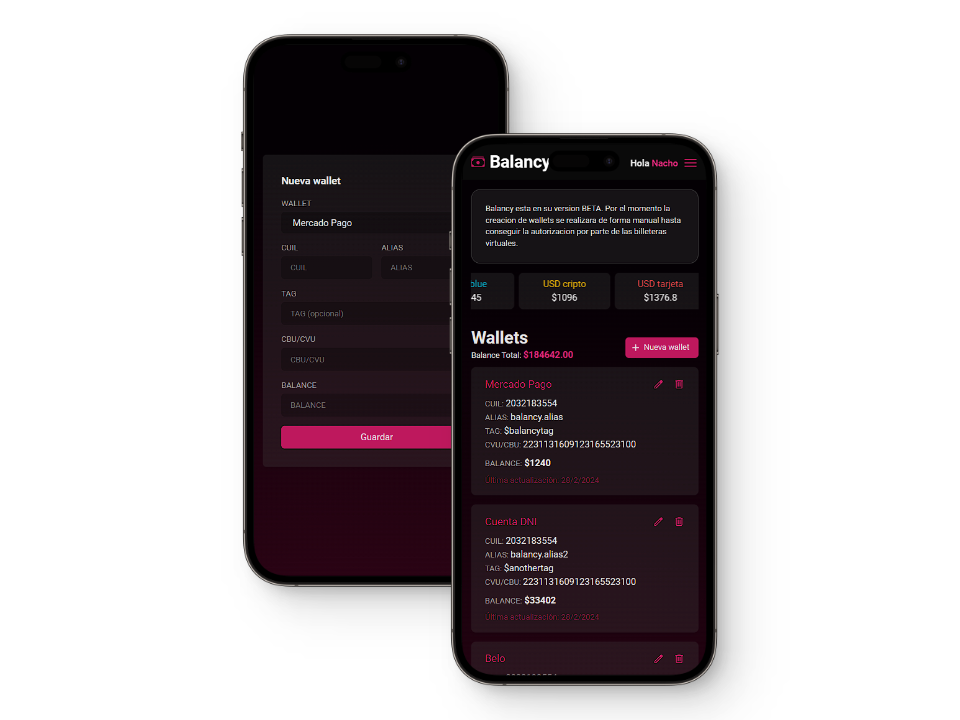 Nueva wallet
WALLET
Mercado Pago
CUIL ALIAS
CUIL ALIAS
TAG
TAG (opcional)
CBU/CVU
CBU/CVU
BALANCE
BALANCE
Guardar
Balancy
Hola Nacho
Balancy esta en su version BETA. Por el momento la
creacion de wallets se realizara de forma manual hasta
conseguir la autorizacion por parte de las billeteras
virtuales.
blue USD cripto USD tarjeta
45 $1096 $1376.8
Wallets
Balance Total: $184642.00
+ Nueva wallet
Mercado Pago
CUIL: 2032183554
ALIAS: balancy.alias
TAG: $balancytag
CVU/CBU: 2231131609123165523100
BALANCE: $1240
Ultima actualización: 26/2/2024
Cuenta DNI
CUIL: 2032183554
ALIAS: balancy.alias2
TAG: $anothertag
CVU/CBU: 2231131609123165523100
BALANCE: $33402
Ultima actualización: 26/2/2024
Belo